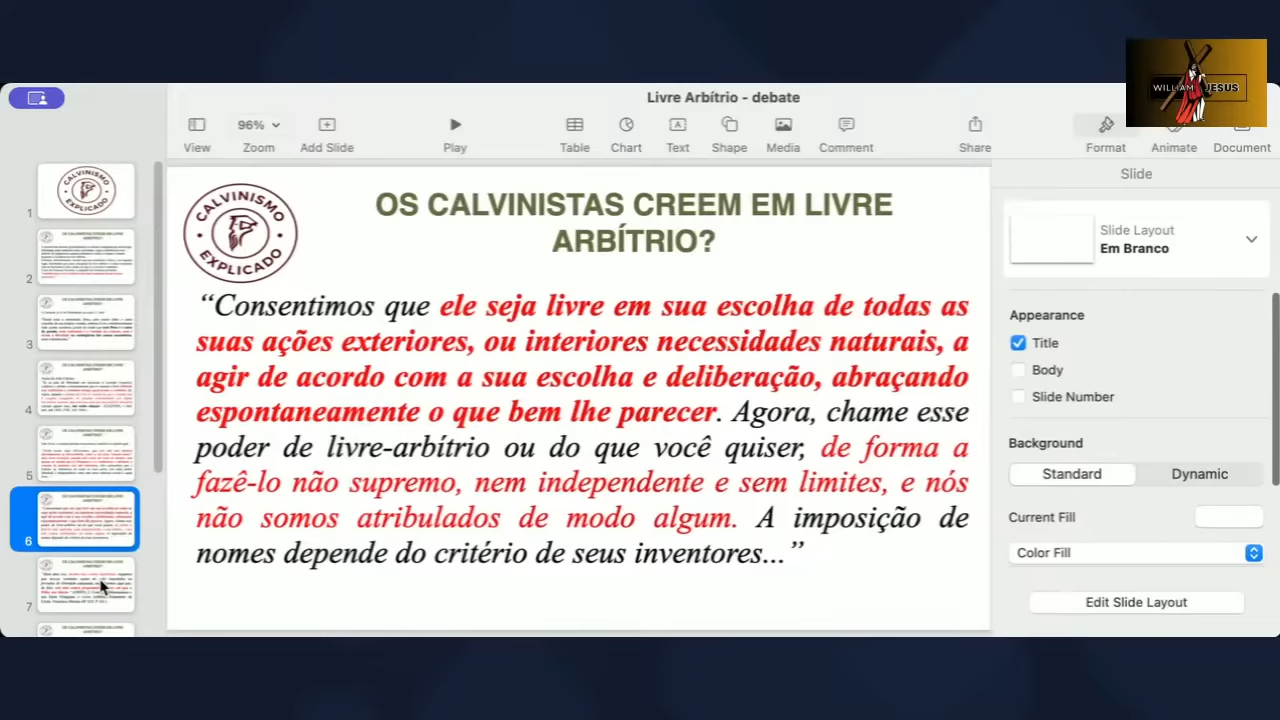 WILLIAM JESUS
Livre Arbítrio - debate
96%
View
Zoom
Add Slide
Play
Table
Chart
Text
Shape
Media
Comment
Share
Format
Animate
Document
Slide
1
2
3
4
5
6
7
CALVINISMO
EXPLICADO
OS CALVINISTAS CREEM EM LIVRE
ARBÍTRIO?
“Consentimos que ele seja livre em sua escolha de todas as
suas ações exteriores, ou interiores necessidades naturais, a
agir de acordo com a sua escolha e deliberação, abraçando
espontaneamente o que bem lhe parecer. Agora, chame esse
poder de livre-arbítrio ou do que você quiser, de forma a
fazê-lo não supremo, nem independente e sem limites, e nós
não somos atribulados de modo algum. A imposição de
nomes depende do critério de seus inventores...”
Slide Layout
Em Branco
Appearance
Title
Body
Slide Number
Background
Standard
Dynamic
Current Fill
Color Fill
Edit Slide Layout